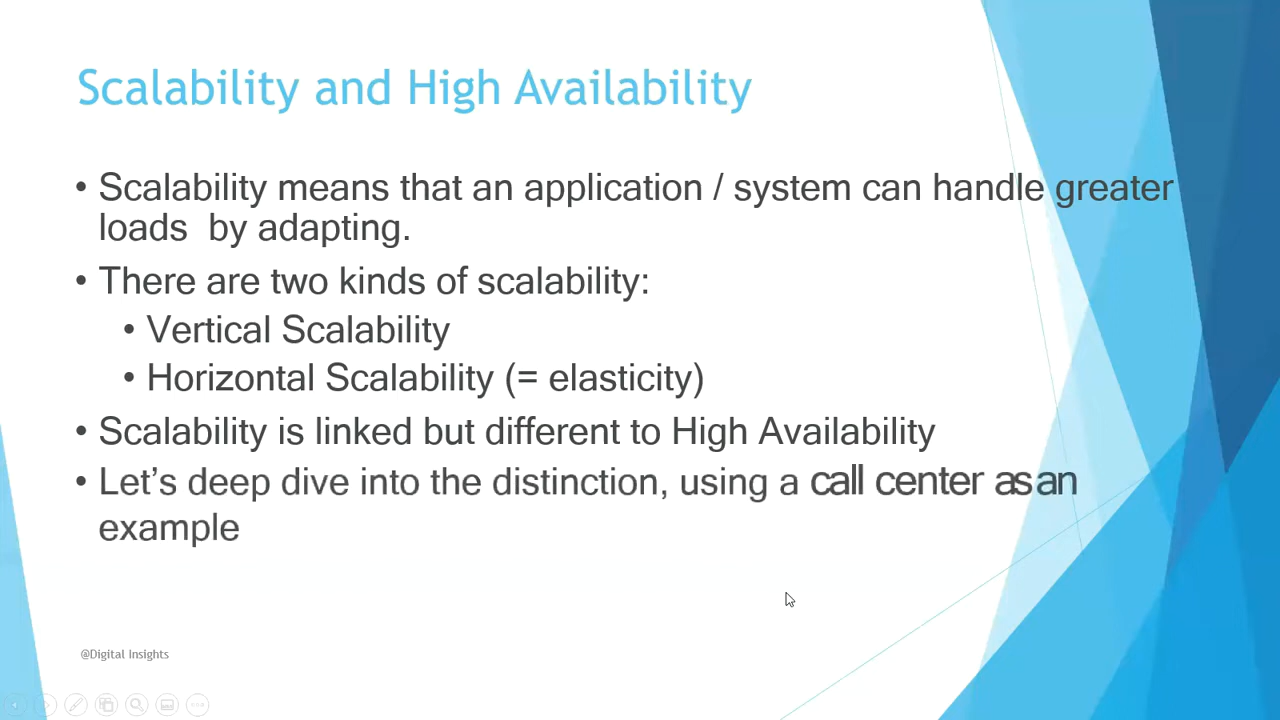 Scalability and High Availability
• Scalability means that an application / system can handle greater
loads  by adapting.
• There are two kinds of scalability:
• Vertical Scalability
• Horizontal Scalability (= elasticity)
• Scalability is linked but different to High Availability
• Let’s deep dive into the distinction, using a call center as an
example
@Digital Insights